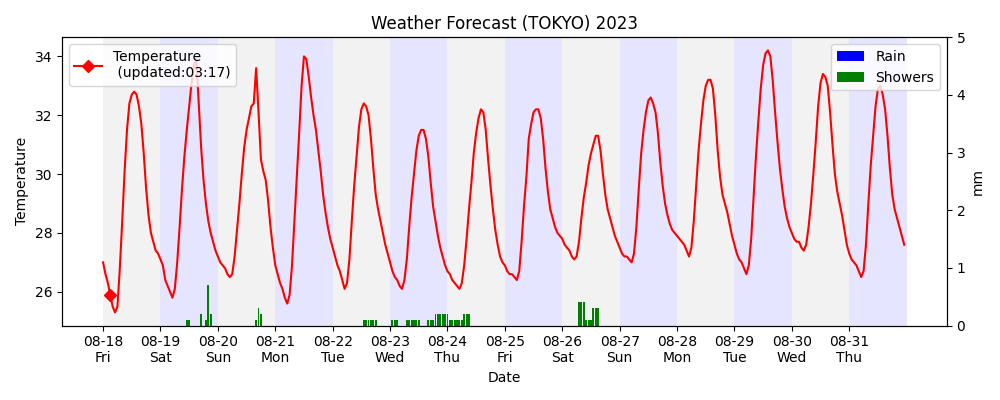 Weather Forecast (TOKYO) 2023
Temperature
(updated:03:17)
Rain
Showers
Temperature
34
32
30
28
26
5
4
3
2
1
0
mm
08-18 08-19 08-20 08-21 08-22 08-23 08-24 08-25 08-26 08-27 08-28 08-29 08-30 08-31
Fri Sat Sun Mon Tue Wed Thu Fri Sat Sun Mon Tue Wed Thu
Date